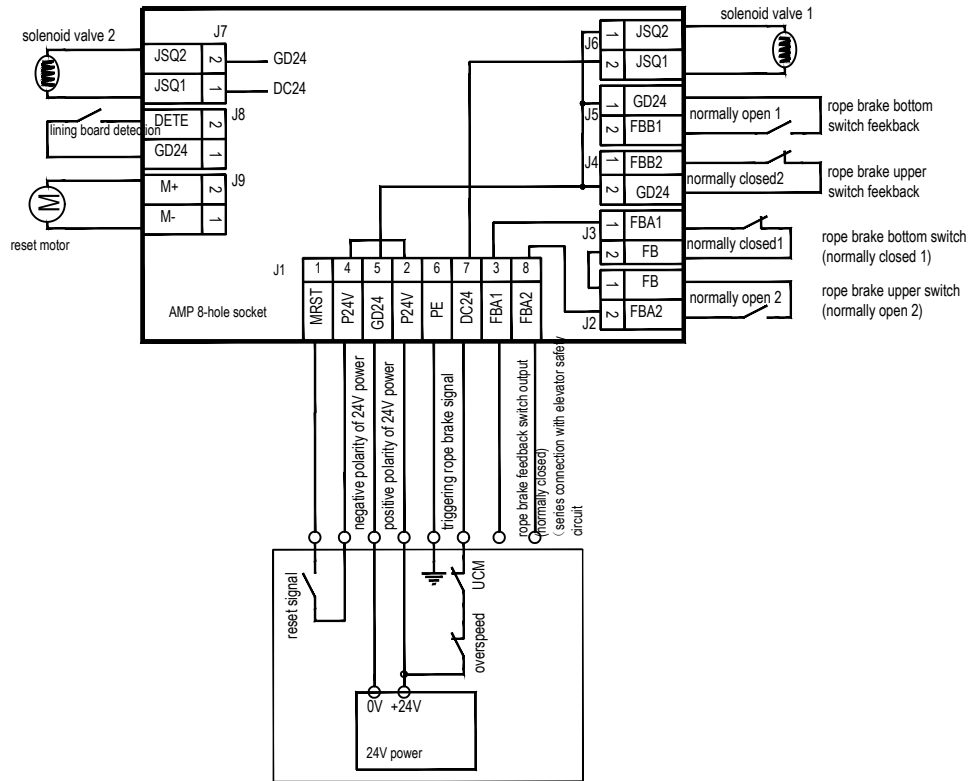 solenoid valve 2
J7
JSQ2
2
GD24
JSQ1
1
DC24
J8
DETE
2
lining board detection
GD24
1
J9
M+
2
M
M-
1
reset motor
solenoid valve 1
J6
1
JSQ2
2
JSQ1
J5
1
GD24
normally open 1
2
FBB1
rope brake bottom
switch feekback
J4
1
FBB2
normally closed2
2
GD24
rope brake upper
switch feekback
J3
1
FBA1
normally closed1
2
FB
rope brake bottom switch
(normally closed 1)
J2
1
FB
normally open 2
2
FBA2
rope brake upper switch
(normally open 2)
J1
1
4
5
2
6
7
3
8
AMP 8-hole socket
MRST
P24V
GD24
P24V
PE
DC24
FBA1
FBA2
negative polarity of 24V power
positive polarity of 24V power
triggering rope brake signal
rope brake feedback switch output
(normally closed)
(series connection with elevator safety
dircuit
reset signal
UCM
overspeed
0V
+24V
24V power